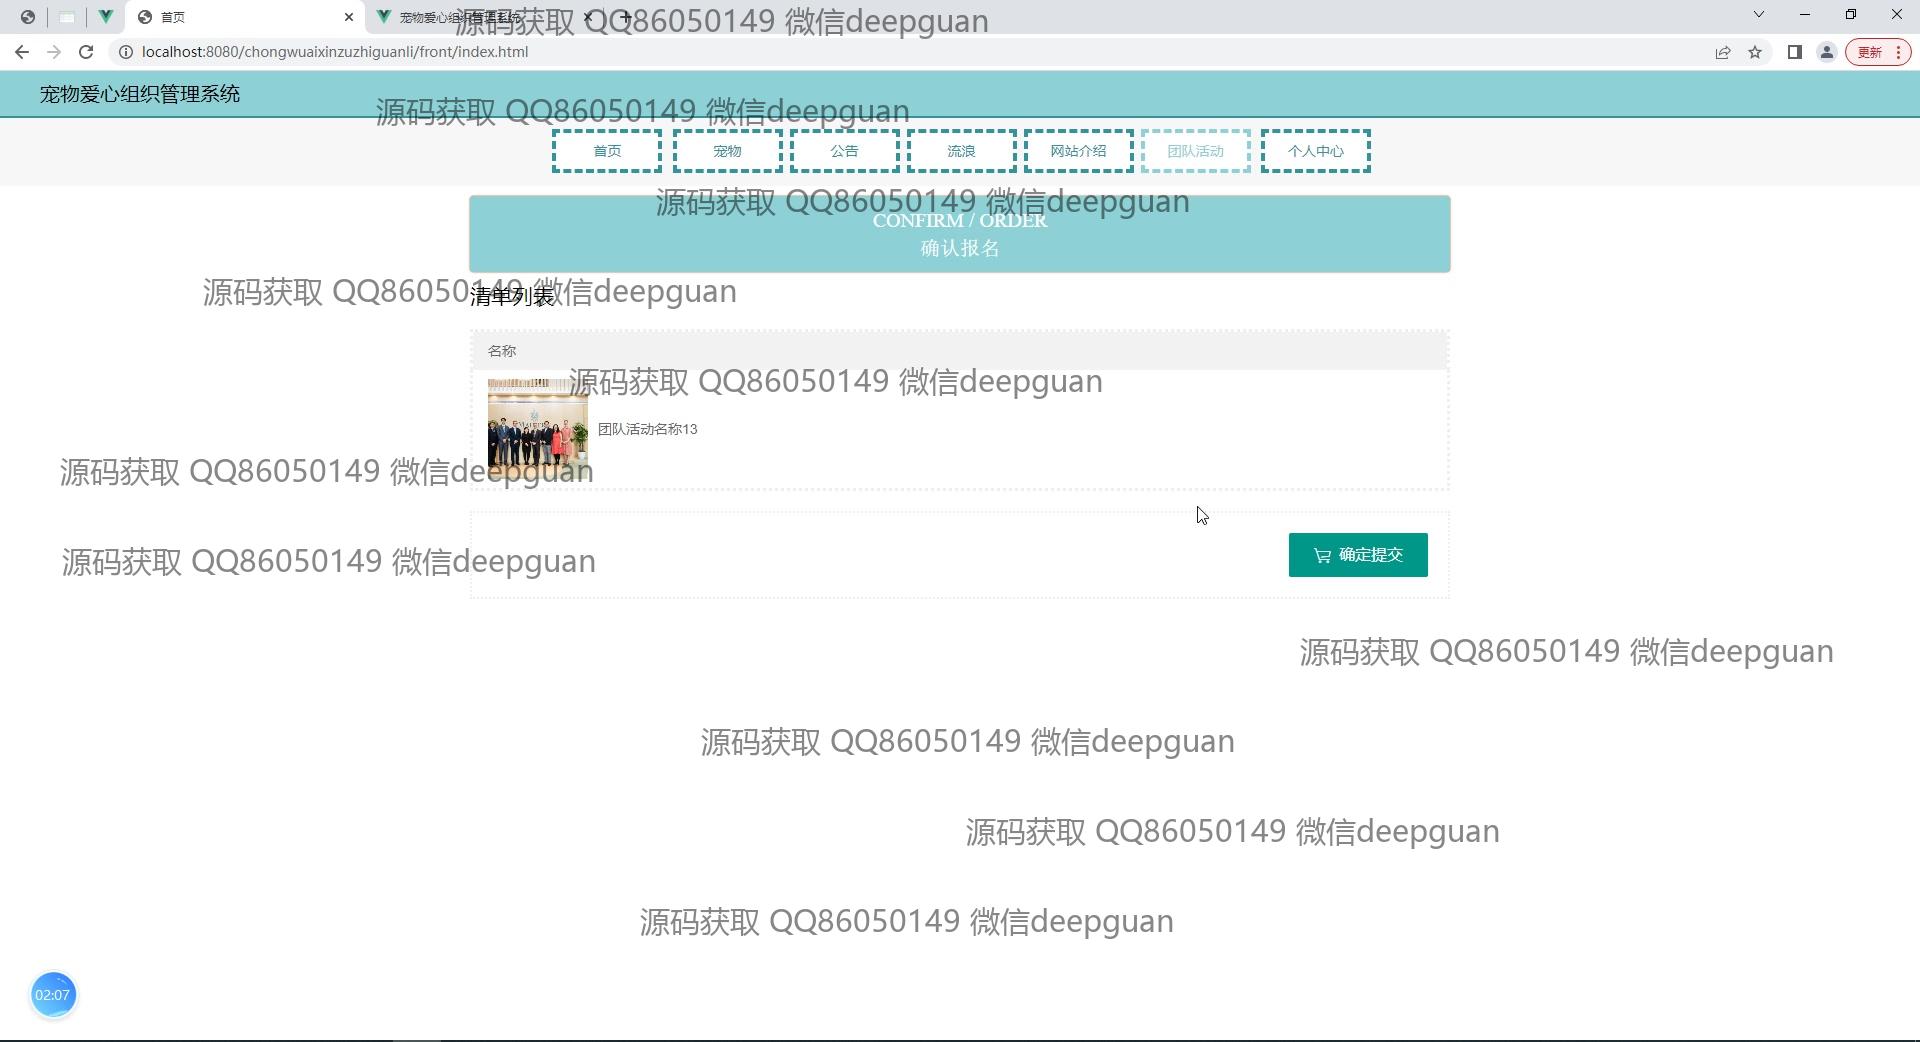 首页
宠物爱心组织管理系统
源码获取 QQ86050149 微信deepguan
localhost:8080/chongwuaixinzuzhiguanli/front/index.html
更新
宠物爱心组织管理系统
源码获取 QQ86050149 微信deepguan
首页 宠物 公告 流浪 网站介绍 团队活动 个人中心
源码获取 QQ86050149 微信deepguan
CONFIRM / ORDER
确认报名
源码获取 QQ86050149 微信deepguan
清单列表
名称
源码获取 QQ86050149 微信deepguan
团队活动名称13
源码获取 QQ86050149 微信deepguan
确定提交
源码获取 QQ86050149 微信deepguan
源码获取 QQ86050149 微信deepguan
源码获取 QQ86050149 微信deepguan
源码获取 QQ86050149 微信deepguan
源码获取 QQ86050149 微信deepguan
02:07